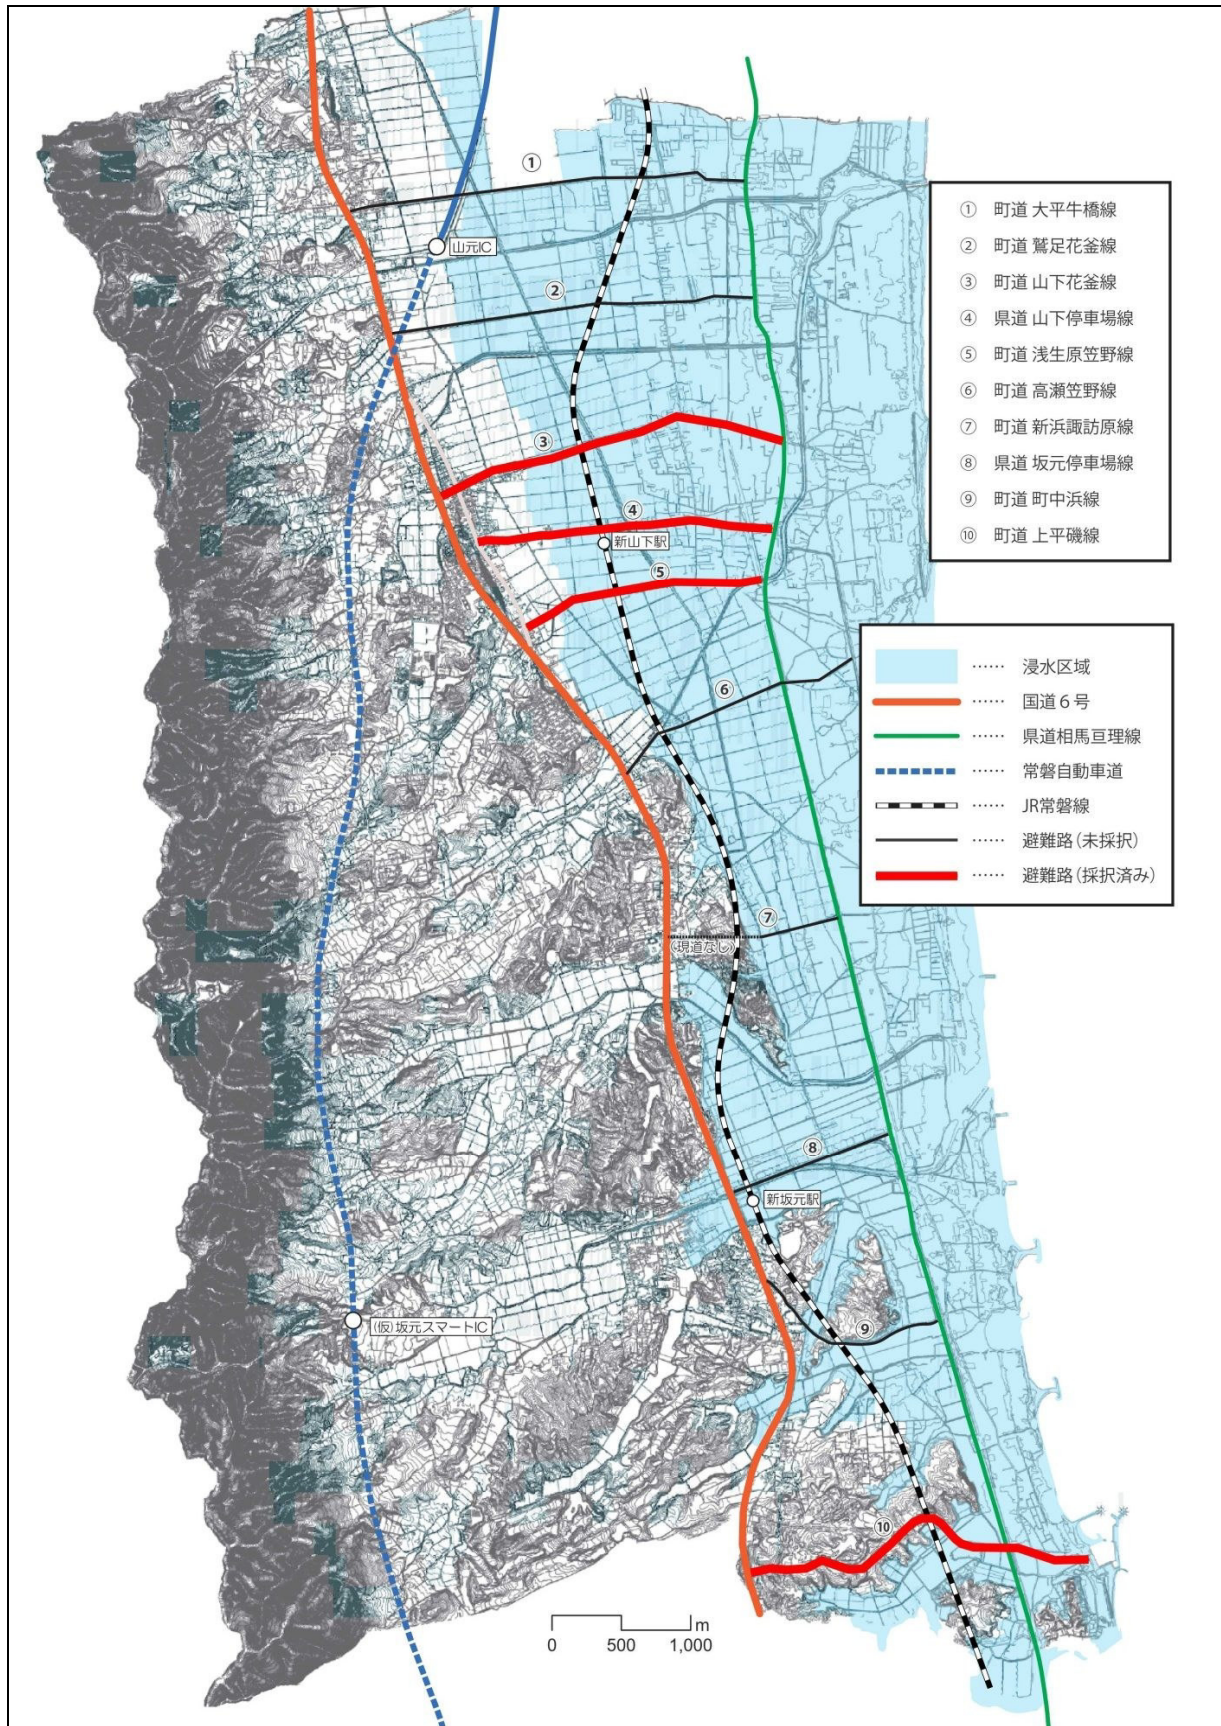 ①
山元IC
②
③
④
新山下駅
⑤
⑥
⑦
(現道なし)
⑧
新坂元駅
(仮)坂元スマートIC
⑨
⑩
0 500 1,000 m
① 町道 大平牛橋線
② 町道 鷲足花釜線
③ 町道 山下花釜線
④ 県道 山下停車場線
⑤ 町道 浅生原笠野線
⑥ 町道 高瀬笠野線
⑦ 町道 新浜諏訪原線
⑧ 県道 坂元停車場線
⑨ 町道 町中浜線
⑩ 町道 上平磯線
…… 浸水区域
…… 国道6号
…… 県道相馬亘理線
…… 常磐自動車道
…… JR常磐線
…… 避難路(未採択)
…… 避難路(採択済み)